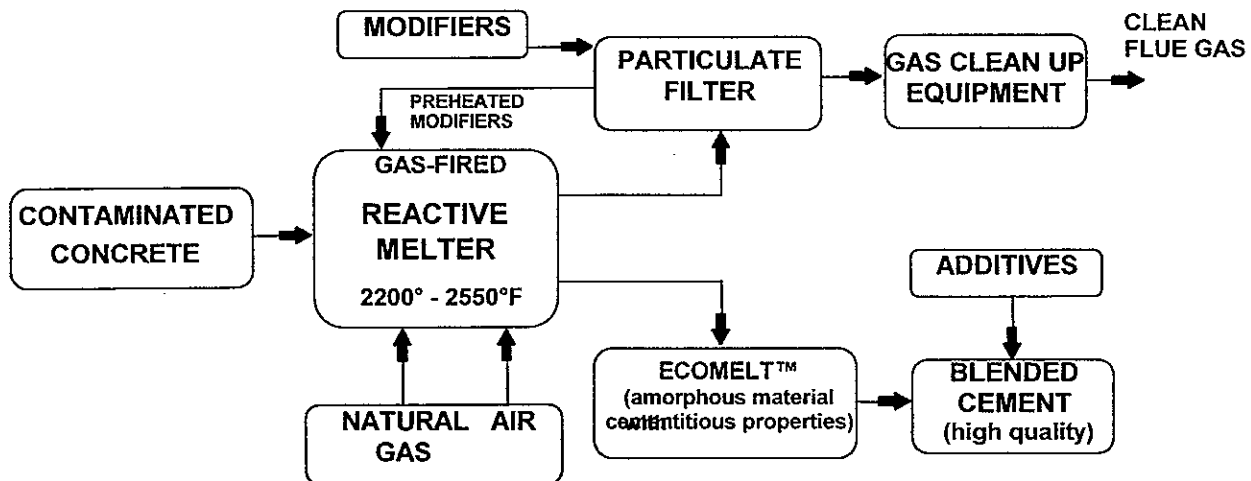 MODIFIERS
CLEAN
FLUE GAS
PARTICULATE
FILTER
GAS CLEAN UP
EQUIPMENT
PREHEATED
MODIFIERS
GAS-FIRED
REACTIVE
MELTER
2200° - 2550°F
CONTAMINATED
CONCRETE
ADDITIVES
ECOMELT™
(amorphous material
with
cementitious properties)
BLENDED
CEMENT
(high quality)
NATURAL AIR
GAS